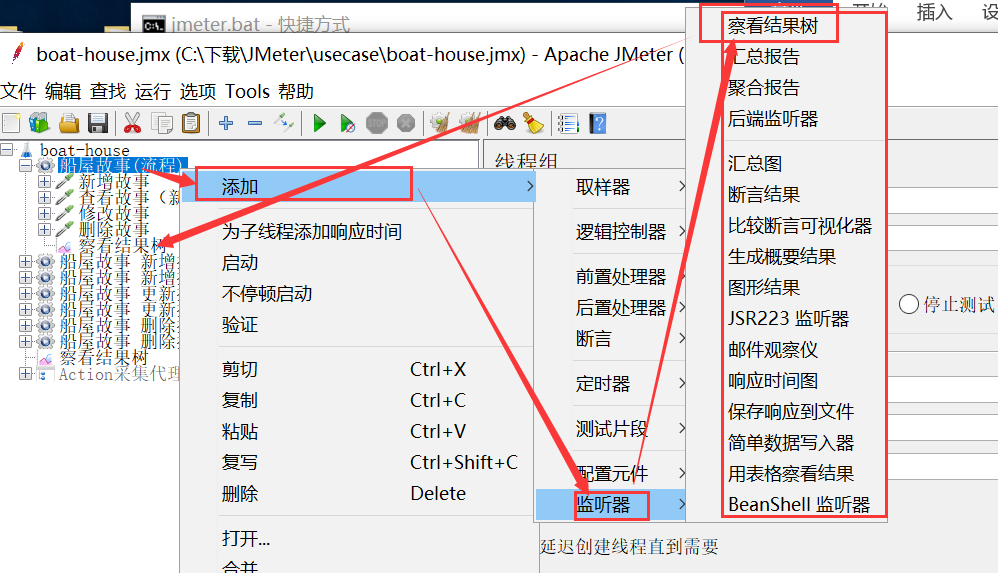 jmeter.bat - 快捷方式
开始
插入
设
boat-house.jmx (C:\下载\JMeter\usecase\boat-house.jmx) - Apache JMeter (
文件 编辑 查找 运行 选项 Tools 帮助
boat-house
船屋故事(流程)
新增故事
查看故事（新
修改故事
删除故事
察看结果树
船屋故事 新增
船屋故事 新增
船屋故事 更新
船屋故事 更新
船屋故事 删除
船屋故事 删除
察看结果树
Action采集代理
线程组
添加
为子线程添加响应时间
启动
不停顿启动
验证
剪切 Ctrl+X
复制 Ctrl+C
粘贴 Ctrl+V
复写 Ctrl+Shift+C
删除 Delete
打开...
合并
取样器
逻辑控制器
前置处理器
后置处理器
断言
定时器
测试片段
配置元件
监听器
察看结果树
汇总报告
聚合报告
后端监听器
汇总图
断言结果
比较断言可视化器
生成概要结果
图形结果
JSR223 监听器
邮件观察仪
响应时间图
保存响应到文件
简单数据写入器
用表格察看结果
BeanShell 监听器
停止测试
延迟创建线程直到需要